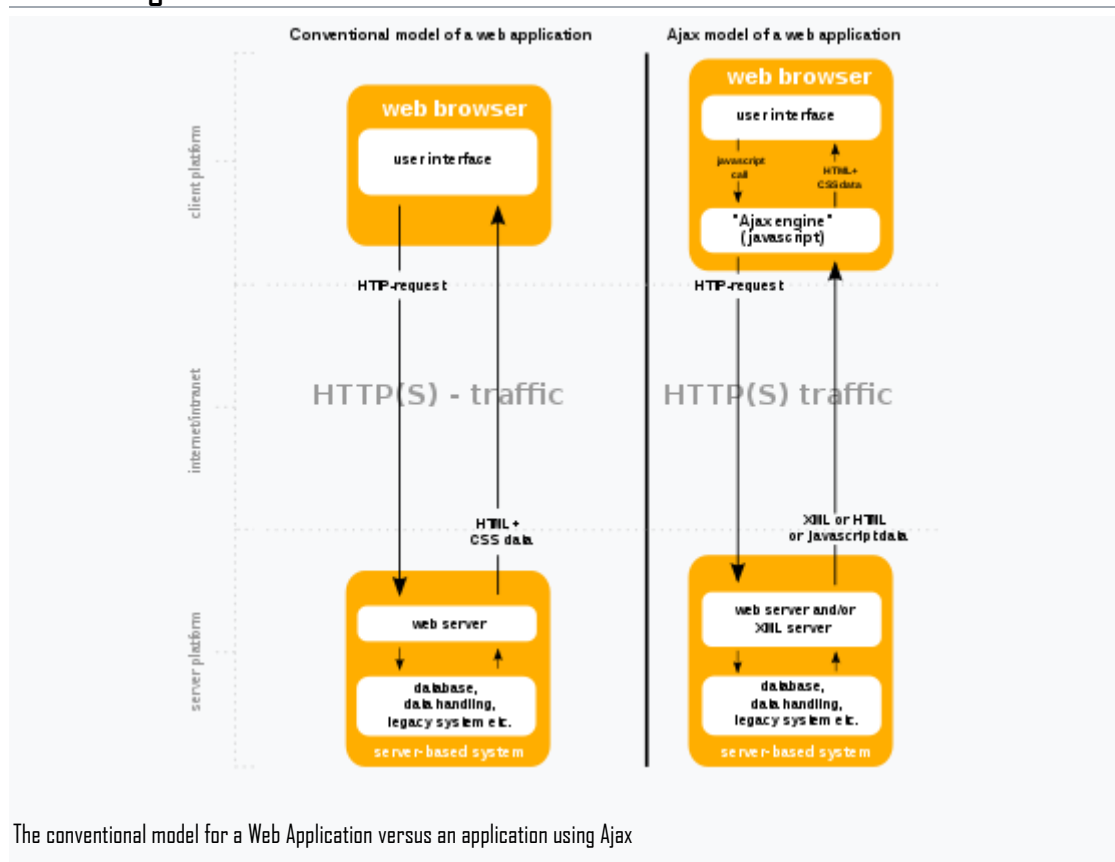 Conventional model of a web application
web browser
user interface
HTTP-request
HTTP(S) - traffic
HTML +
CSS data
web server
database,
data handling,
legacy system etc.
server-based system
Ajax model of a web application
web browser
user interface
javascript
call
HTML+
CSS data
"Ajax engine"
(javascript)
HTTP-request
HTTP(S) traffic
XML or HTML
or javascript data
web server and/or
XML server
database,
data handling,
legacy system etc.
server-based system
client platform
internet/intranet
server platform
The conventional model for a Web Application versus an application using Ajax